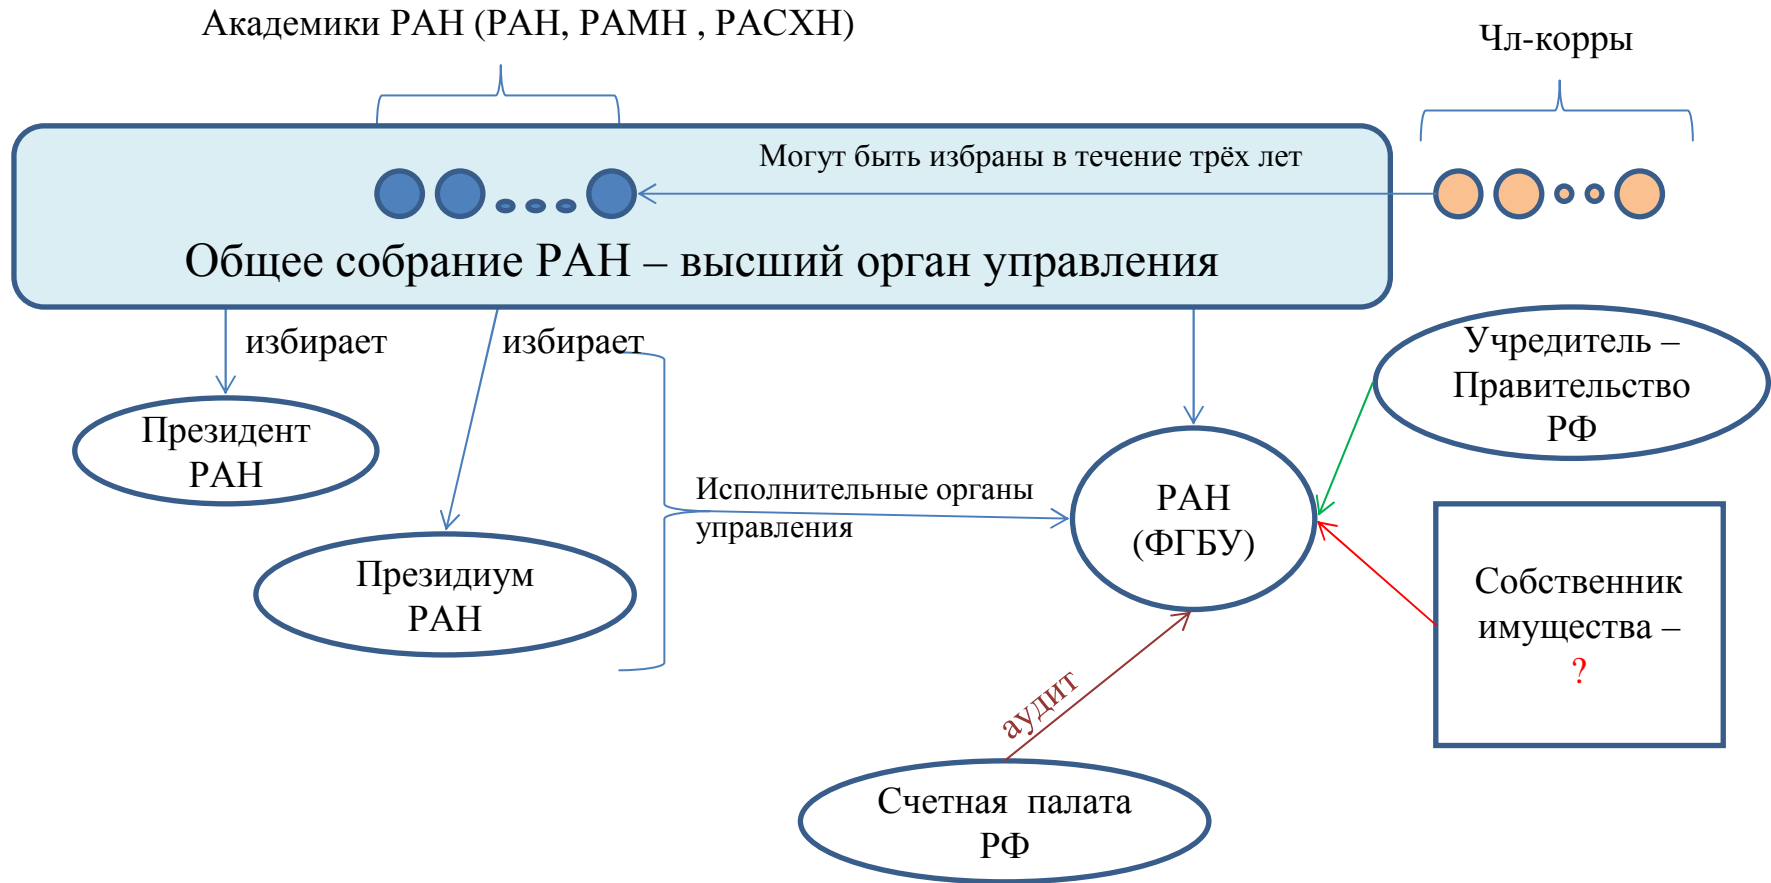 Академики РАН (РАН, РАМН , РАСХН)
Чл-корры
Могут быть избраны в течение трёх лет
Общее собрание РАН – высший орган управления
избирает
избирает
Президент
РАН
Президиум
РАН
Исполнительные органы
управления
РАН
(ФГБУ)
Учредитель –
Правительство
РФ
Собственник
имущества –
?
аудит
Счетная палата
РФ